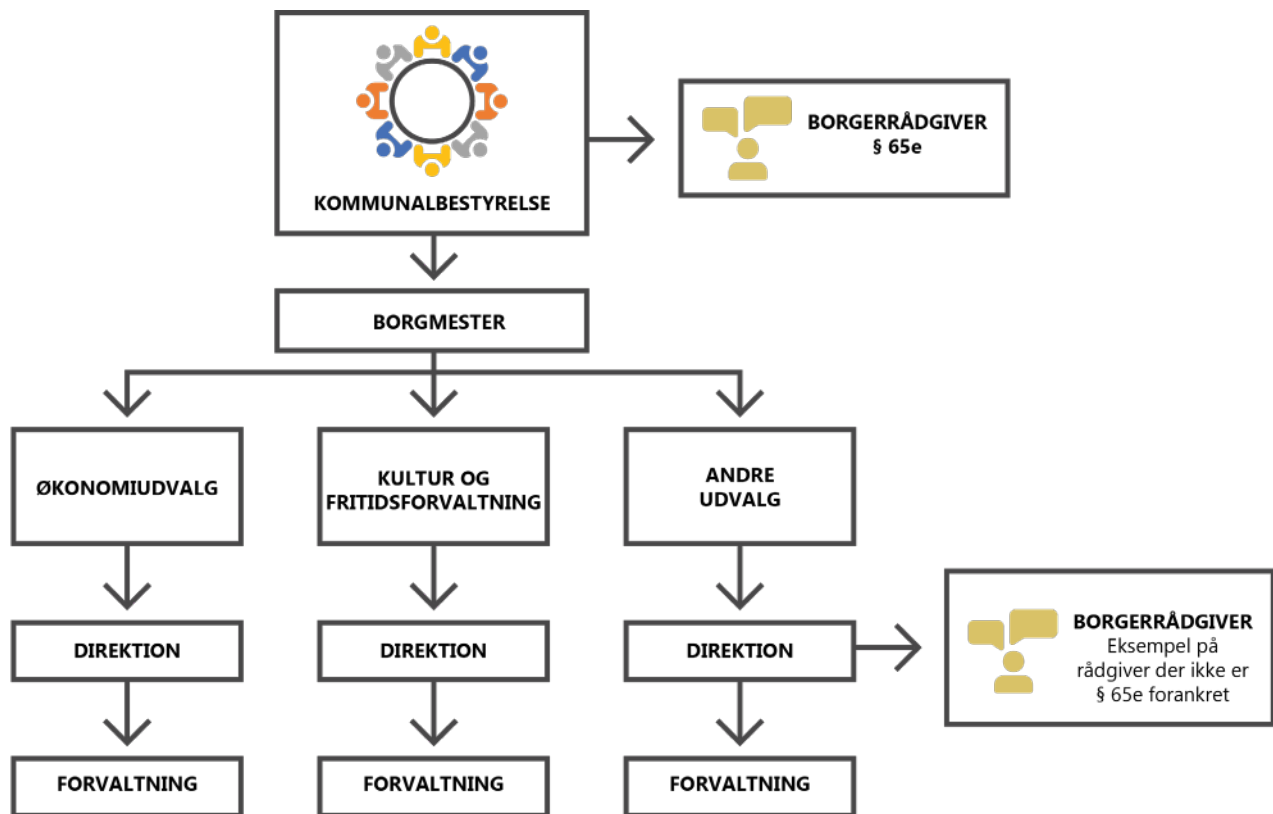 KOMMUNALBESTYRELSE
BORGERRÅDGIVER
§ 65e
BORGMESTER
ØKONOMIUDVALG
KULTUR OG
FRITIDSFORVALTNING
ANDRE
UDVALG
DIREKTION
DIREKTION
DIREKTION
BORGERRÅDGIVER
Eksempel på
rådgiver der ikke er
§ 65e forankret
FORVALTNING
FORVALTNING
FORVALTNING